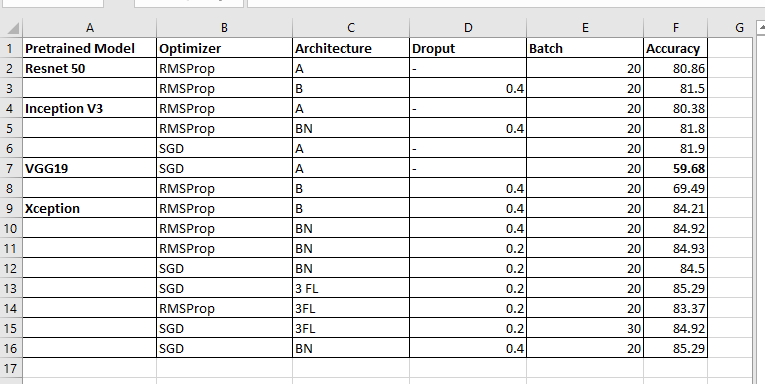 A B C D E F G
1 Pretrained Model Optimizer Architecture Droput Batch Accuracy
2 Resnet 50 RMSProp A - 20 80.86
3 RMSProp B 0.4 20 81.5
4 Inception V3 RMSProp A - 20 80.38
5 RMSProp BN 0.4 20 81.8
6 SGD A - 20 81.9
7 VGG19 SGD A - 20 59.68
8 RMSProp B 0.4 20 69.49
9 Xception RMSProp B 0.4 20 84.21
10 RMSProp BN 0.4 20 84.92
11 RMSProp BN 0.2 20 84.93
12 SGD BN 0.2 20 84.5
13 SGD 3 FL 0.2 20 85.29
14 RMSProp 3FL 0.2 20 83.37
15 SGD 3FL 0.2 30 84.92
16 SGD BN 0.4 20 85.29
17